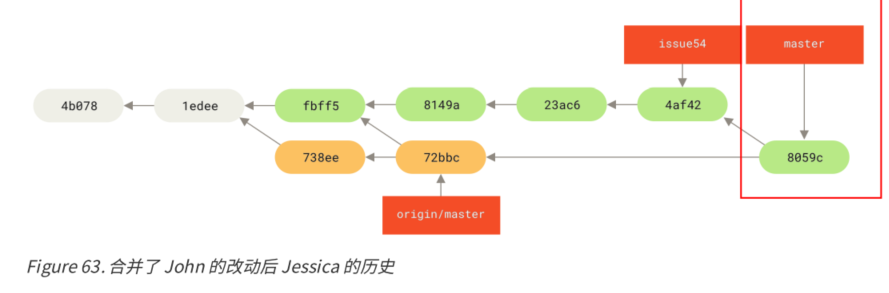 issue54 master
4b078 1edee fbff5 8149a 23ac6 4af42
738ee 72bbc 8059c
origin/master
Figure 63. 合并了 John 的改动后 Jessica 的历史